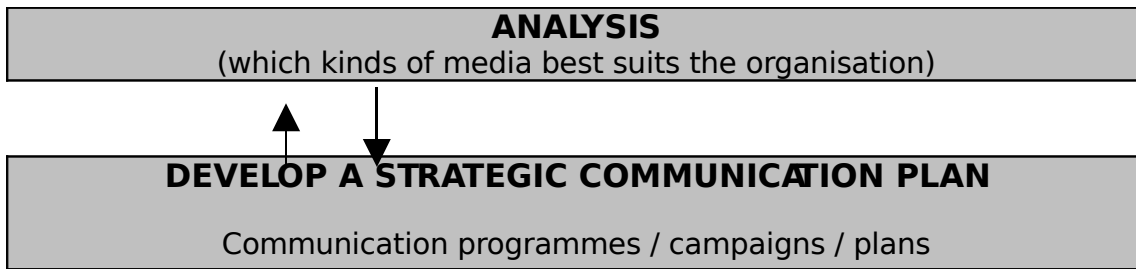 ANALYSIS
(which kinds of media best suits the organisation)
DEVELOP A STRATEGIC COMMUNICATION PLAN
Communication programmes / campaigns / plans